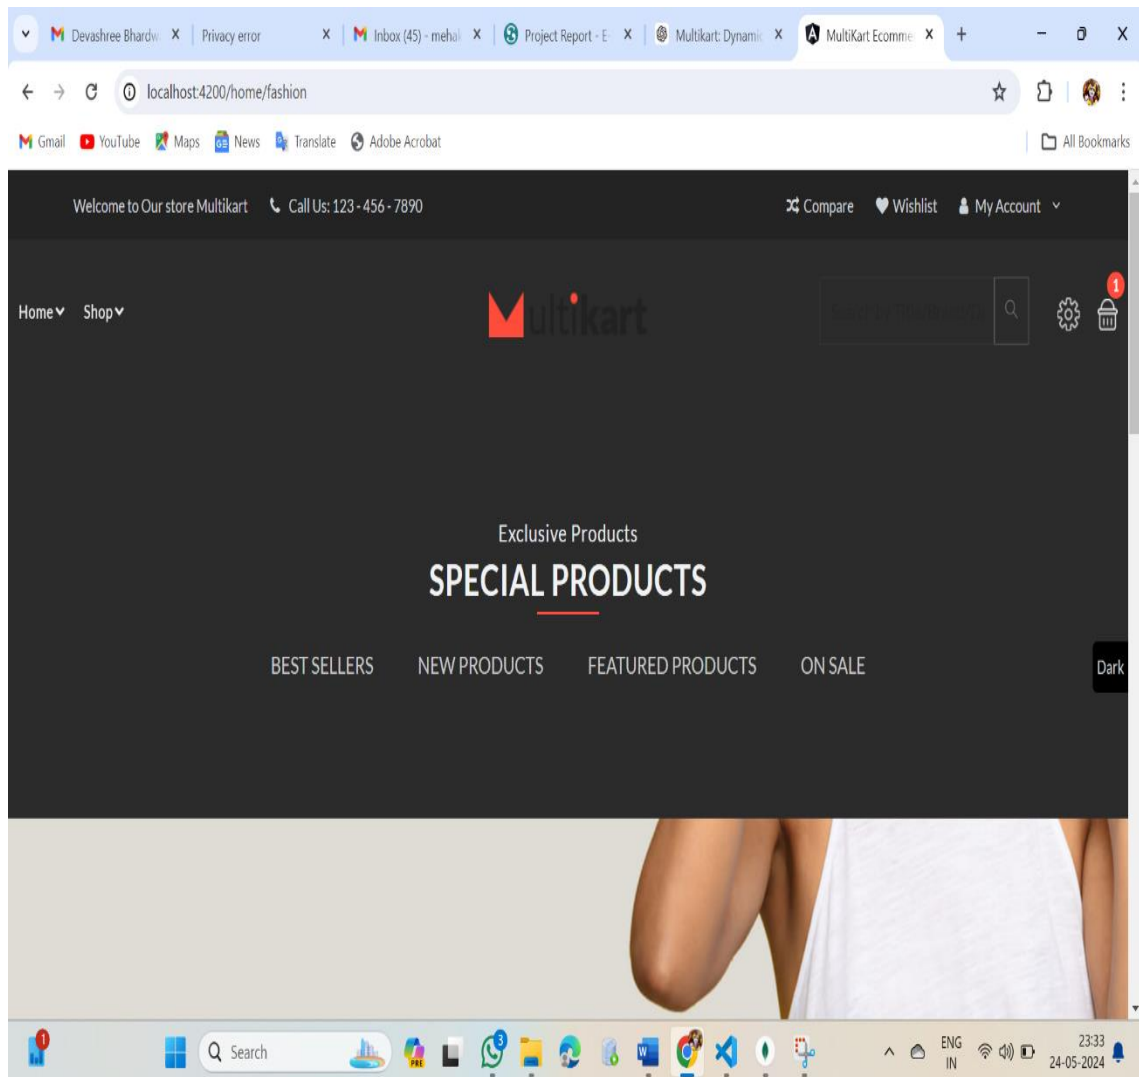 Devashree Bhardw
Privacy error
Inbox (45) - mehal
Project Report - E-
Multikart: Dynamic
MultiKart Ecomme
localhost:4200/home/fashion
Gmail YouTube Maps News Translate Adobe Acrobat All Bookmarks
Welcome to Our store Multikart Call Us: 123 - 456 - 7890 Compare Wishlist My Account
Home Shop Multikart 1
Exclusive Products
SPECIAL PRODUCTS
BEST SELLERS NEW PRODUCTS FEATURED PRODUCTS ON SALE
Dark
1 Search PRE 3 ENG 23:33
IN 24-05-2024